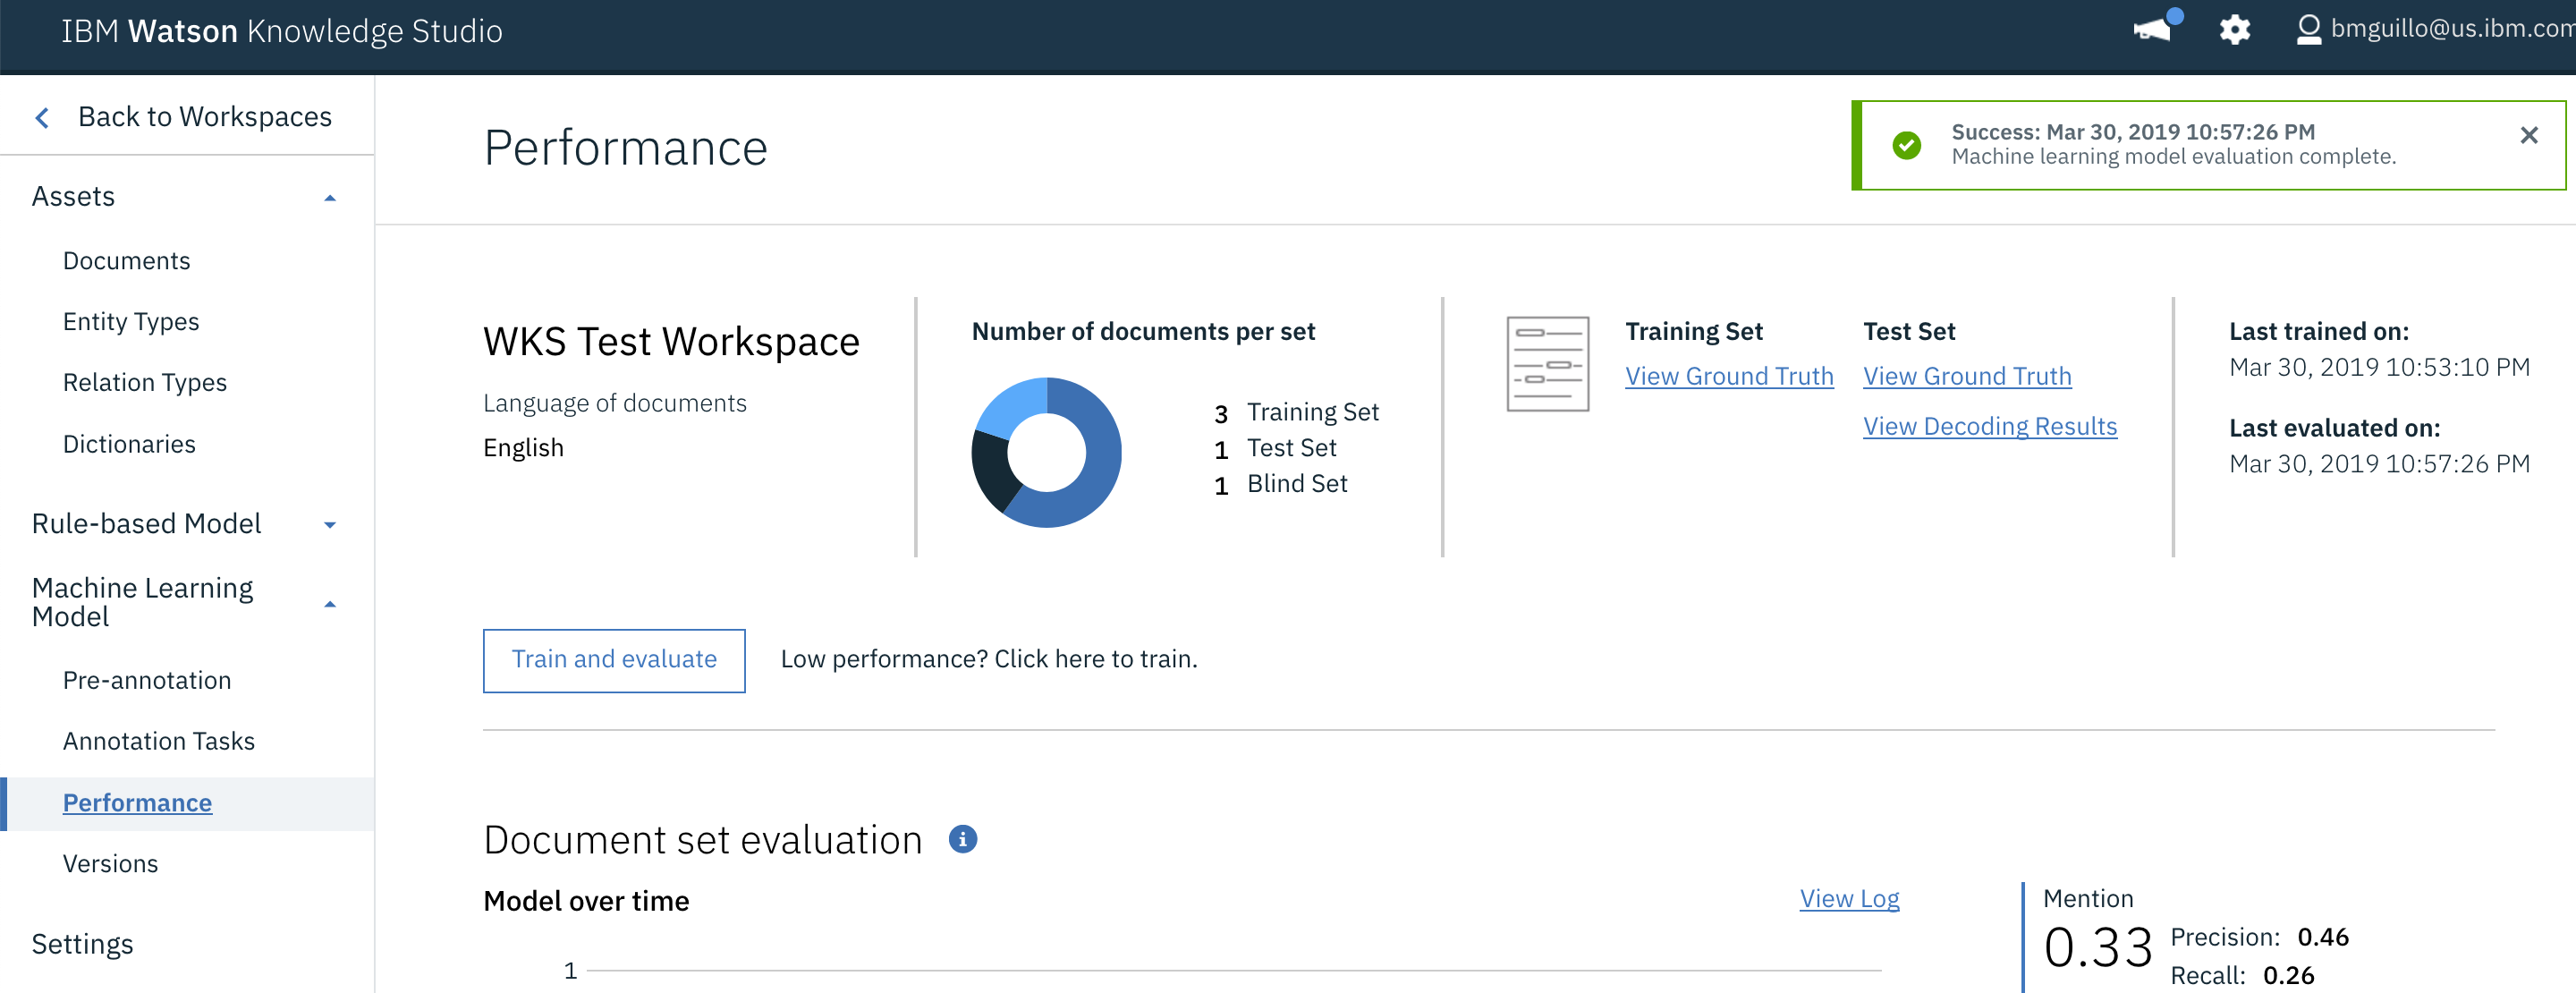 IBM Watson Knowledge Studio
bmguillo@us.ibm.com
Back to Workspaces
Assets
Documents
Entity Types
Relation Types
Dictionaries
Rule-based Model
Machine Learning
Model
Pre-annotation
Annotation Tasks
Performance
Versions
Settings
Performance
Success: Mar 30, 2019 10:57:26 PM
Machine learning model evaluation complete.
WKS Test Workspace
Language of documents
English
Number of documents per set
3 Training Set
1 Test Set
1 Blind Set
Training Set
View Ground Truth
Test Set
View Ground Truth
View Decoding Results
Last trained on:
Mar 30, 2019 10:53:10 PM
Last evaluated on:
Mar 30, 2019 10:57:26 PM
Train and evaluate
Low performance? Click here to train.
Document set evaluation
Model over time
View Log
1
Mention
0.33
Precision: 0.46
Recall: 0.26